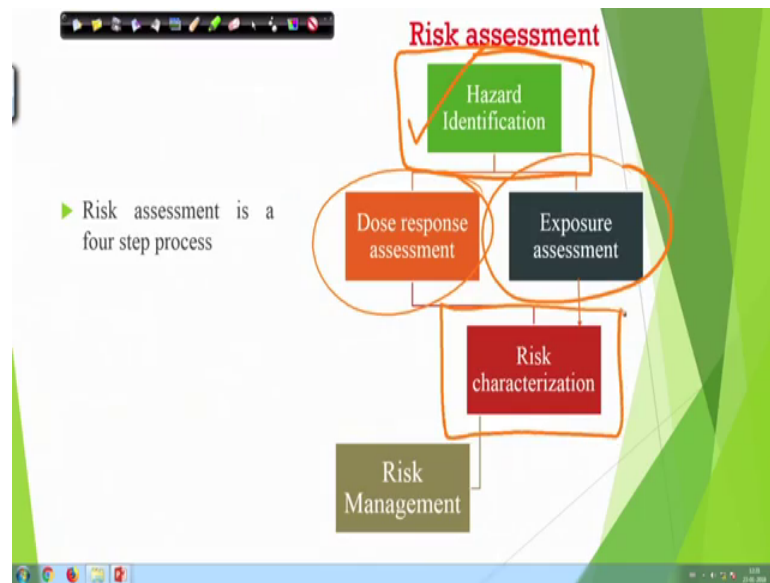 Risk assessment
Hazard
Identification
Risk assessment is a
four step process
Dose response
assessment
Exposure
assessment
Risk
characterization
Risk
Management